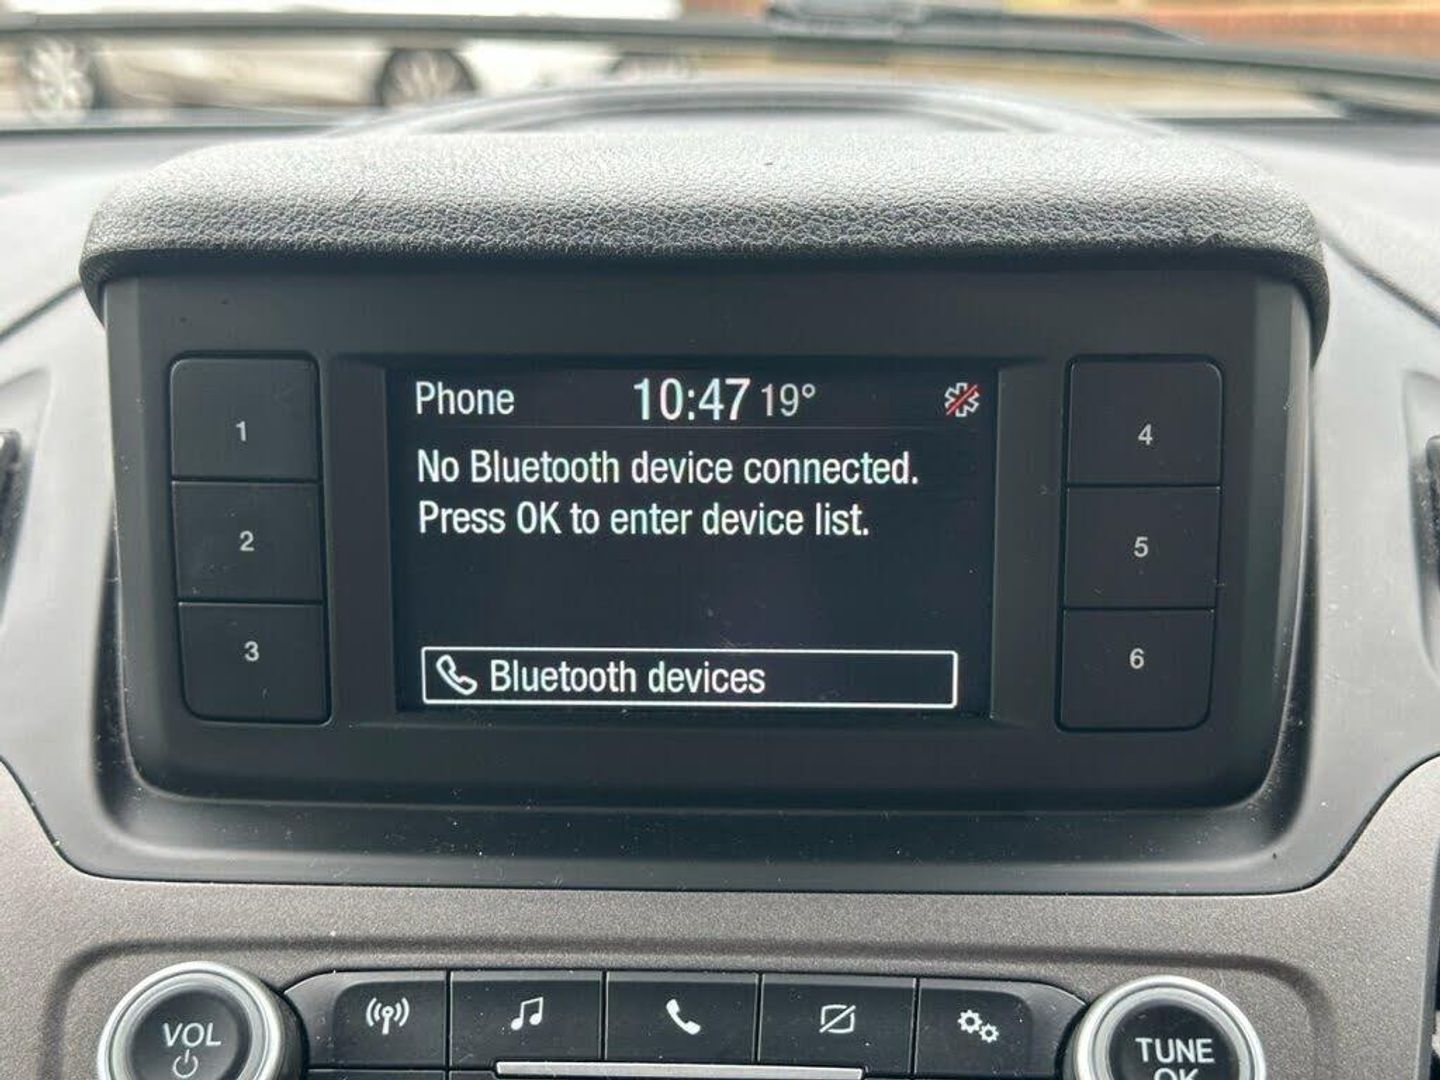 Phone 10:47 19°
No Bluetooth device connected.
Press OK to enter device list.
Bluetooth devices
1
2
3
4
5
6
VOL
TUNE
OK